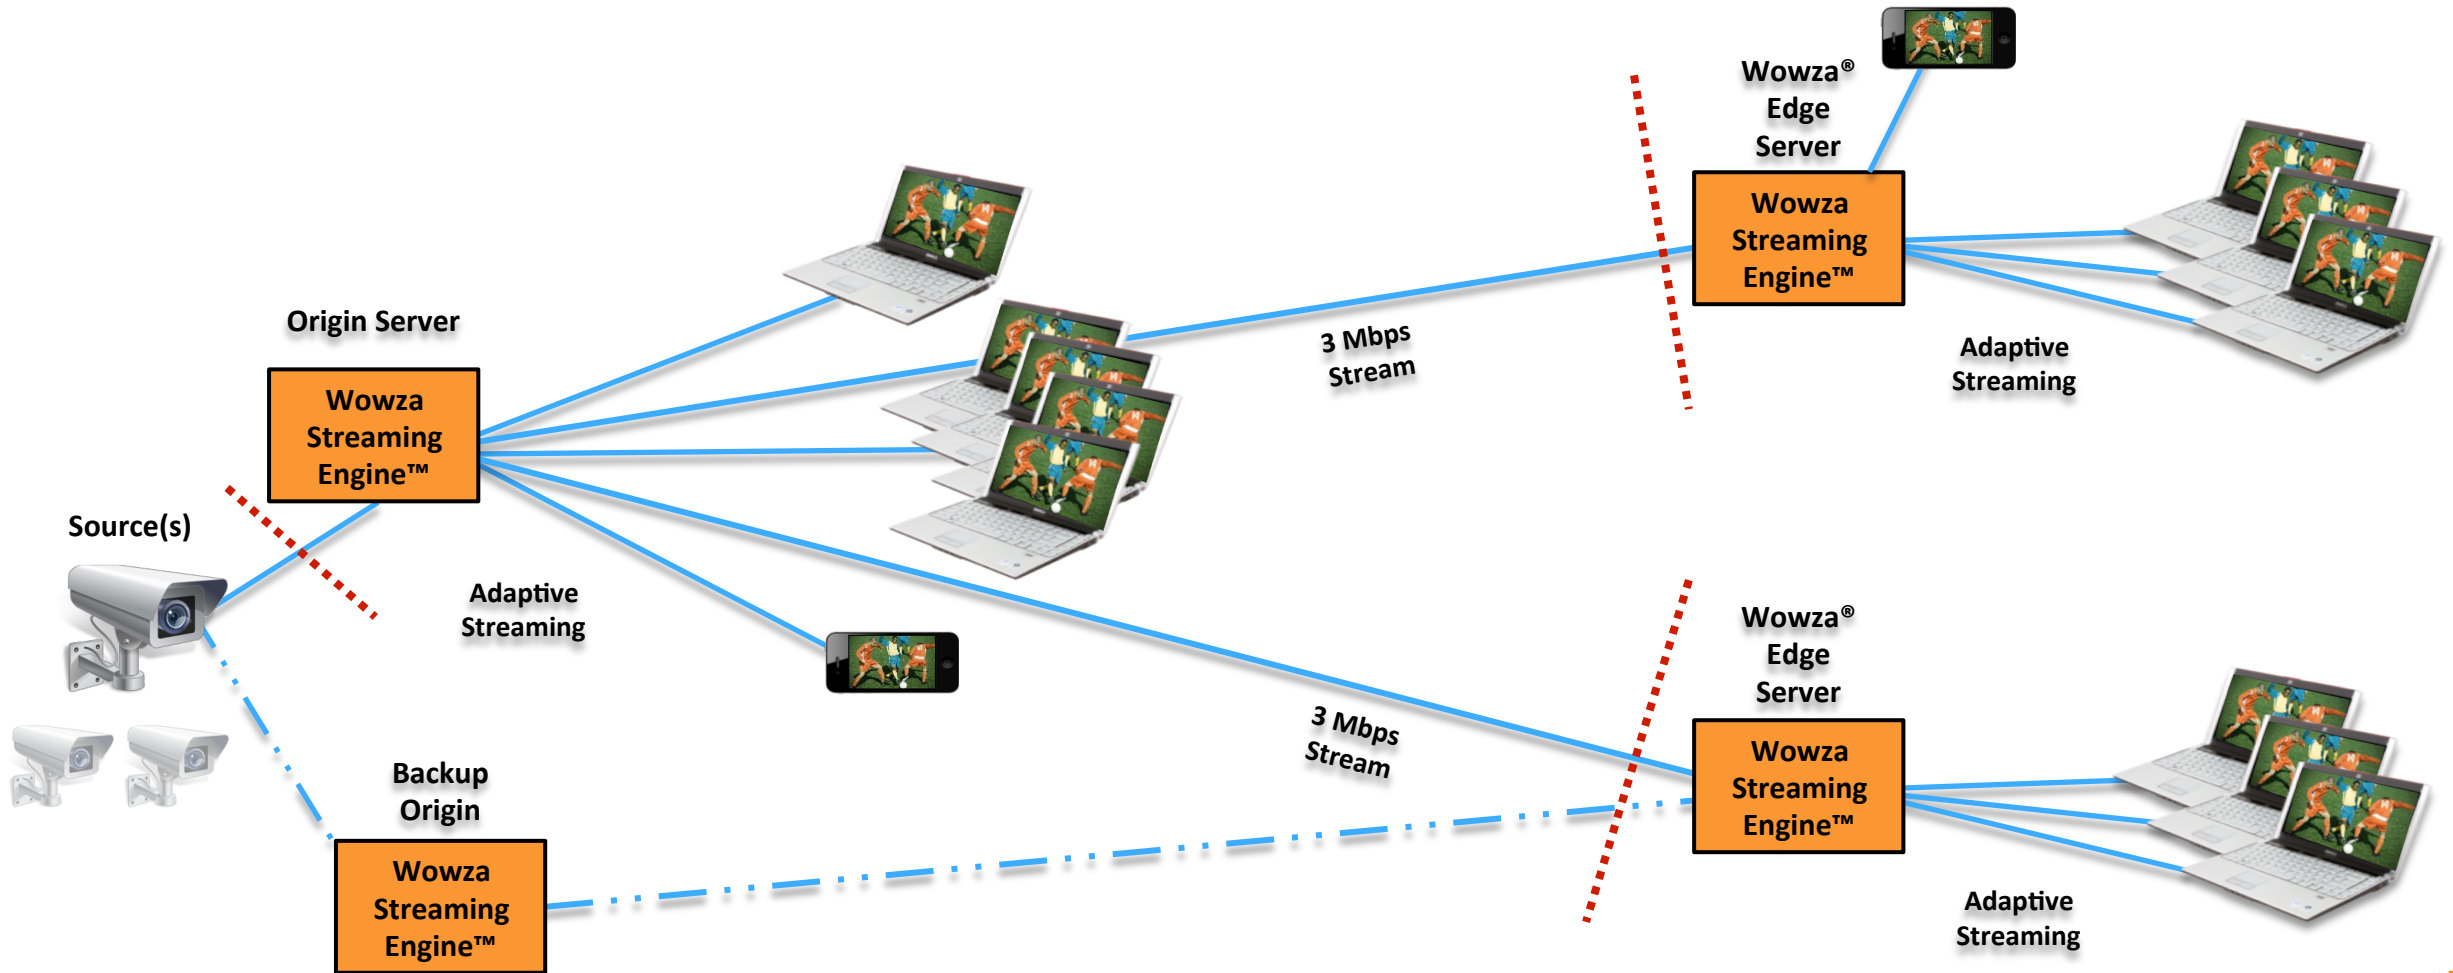 Wowza®
Edge
Server
Wowza
Streaming
Engine™
Adaptive
Streaming
3 Mbps
Stream
Origin Server
Wowza
Streaming
Engine™
Source(s)
Adaptive
Streaming
Wowza®
Edge
Server
Wowza
Streaming
Engine™
Adaptive
Streaming
3 Mbps
Stream
Backup
Origin
Wowza
Streaming
Engine™